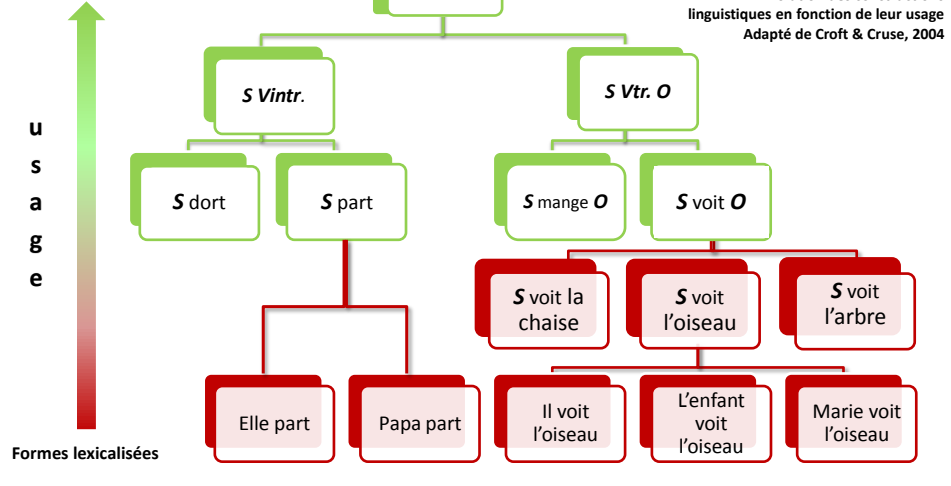 linguistiques en fonction de leur usage
Adapté de Croft & Cruse, 2004
S Vintr.
S Vtr. O
u
s
a
g
e
S dort
S part
S mange O
S voit O
S voit la
chaise
S voit
l'oiseau
S voit
l'arbre
Elle part
Papa part
Il voit
l'oiseau
L'enfant
voit
l'oiseau
Marie voit
l'oiseau
Formes lexicalisées